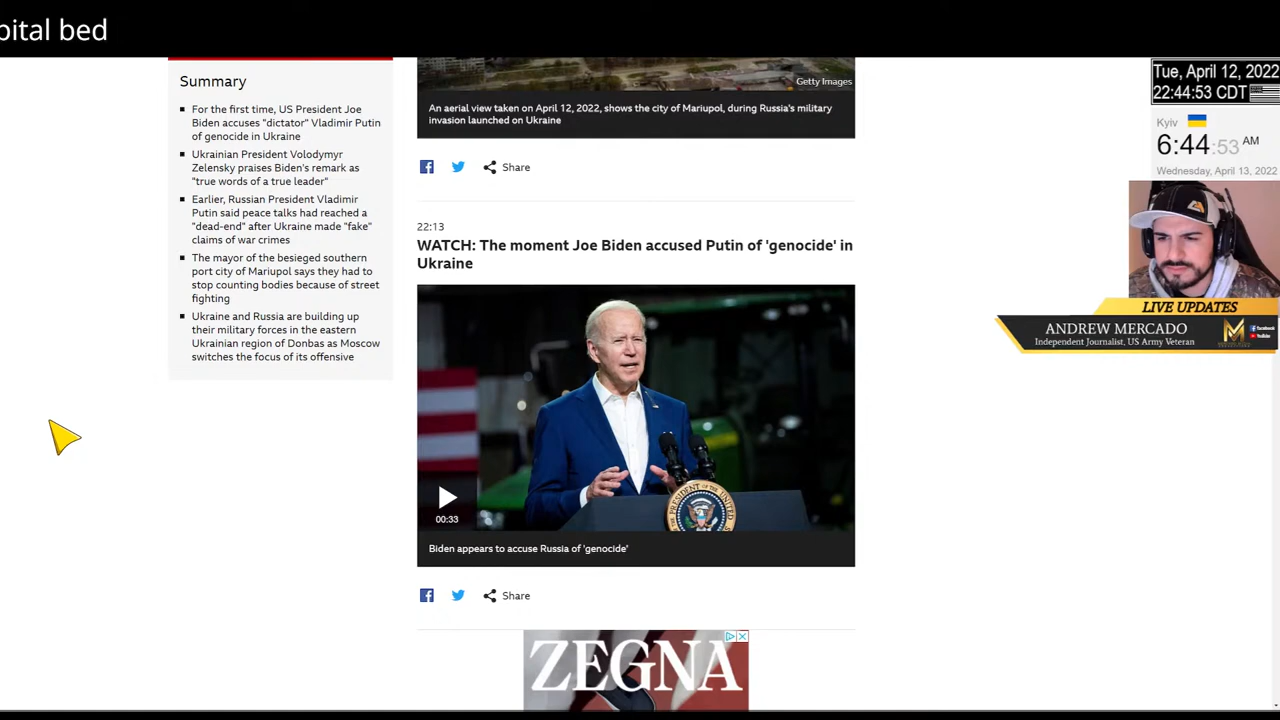 pital bed
Summary
For the first time, US President Joe
Biden accuses "dictator" Vladimir Putin
of genocide in Ukraine
Ukrainian President Volodymyr
Zelensky praises Biden's remark as
"true words of a true leader"
Earlier, Russian President Vladimir
Putin said peace talks had reached a
"dead-end" after Ukraine made "fake"
claims of war crimes
The mayor of the besieged southern
port city of Mariupol says they had to
stop counting bodies because of street
fighting
Ukraine and Russia are building up
their military forces in the eastern
Ukrainian region of Donbas as Moscow
switches the focus of its offensive
Getty Images
An aerial view taken on April 12, 2022, shows the city of Mariupol, during Russia's military
invasion launched on Ukraine
Share
22:13
WATCH: The moment Joe Biden accused Putin of 'genocide' in
Ukraine
PRESIDENT OF THE
00:33
Biden appears to accuse Russia of 'genocide'
Share
ZEGNA
Tue, April 12, 2022
22:44:53 CDT
Kyiv
6:44:53 AM
Wednesday, April 13, 2022
LIVE UPDATES
ANDREW MERCADO
Independent Journalist, US Army Veteran
Facebook
YouTube